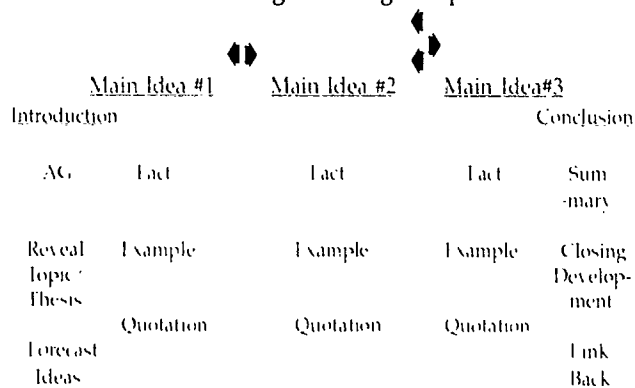 Main Idea #1 Main Idea #2 Main Idea#3
Introduction Conclusion
AG Fact Fact Fact Sum
-mary
Reveal Example Example Example Closing
Topic Develop-
Thesis ment
Quotation Quotation Quotation
Forecast Link
Ideas Back